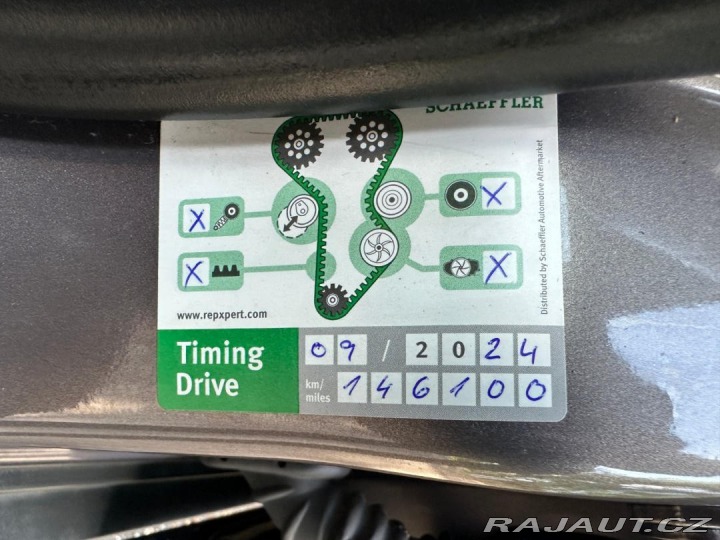 SCHAEFFLER
X
X
X
X
www.repxpert.com
Distributed by Schaeffler Automotive Aftermarket
Timing Drive
09 / 2024
km/miles 146100
RAJAUT.CZ